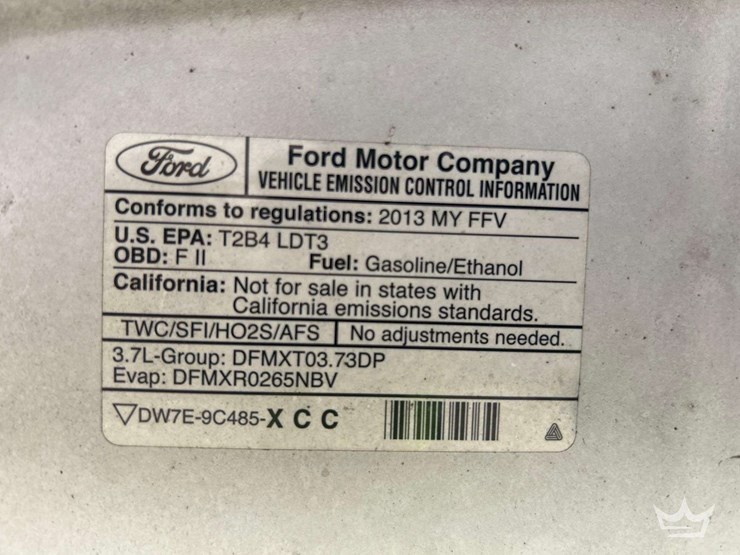 Ford
Ford Motor Company
VEHICLE EMISSION CONTROL INFORMATION
Conforms to regulations: 2013 MY FFV
U.S. EPA: T2B4 LDT3
OBD: F II Fuel: Gasoline/Ethanol
California: Not for sale in states with
California emissions standards.
TWC/SFI/HO2S/AFS No adjustments needed.
3.7L-Group: DFMXT03.73DP
Evap: DFMXR0265NBV
DW7E-9C485-X C C